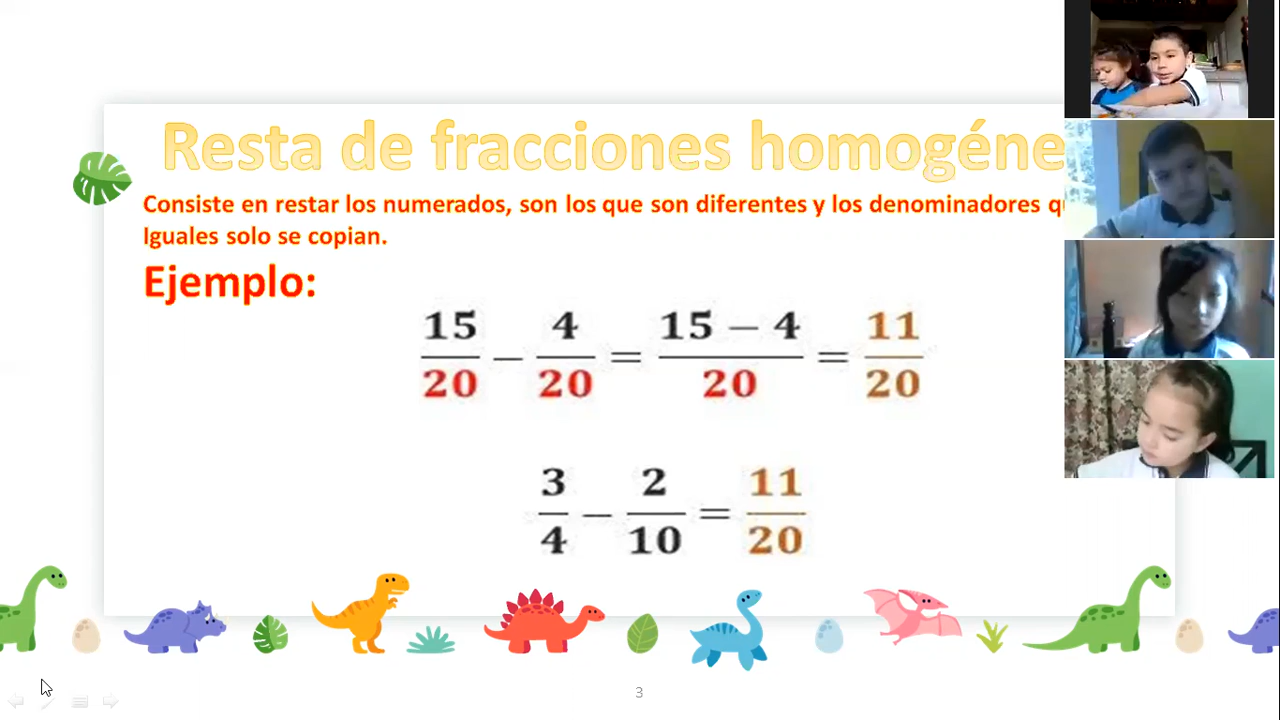 Resta de fracciones homogéne
Consiste en restar los numerados, son los que son diferentes y los denominadores
Iguales solo se copian.
Ejemplo:
15/20 − 4/20 = 15 − 4/20 = 11/20
3/4 − 2/10 = 11/20
3